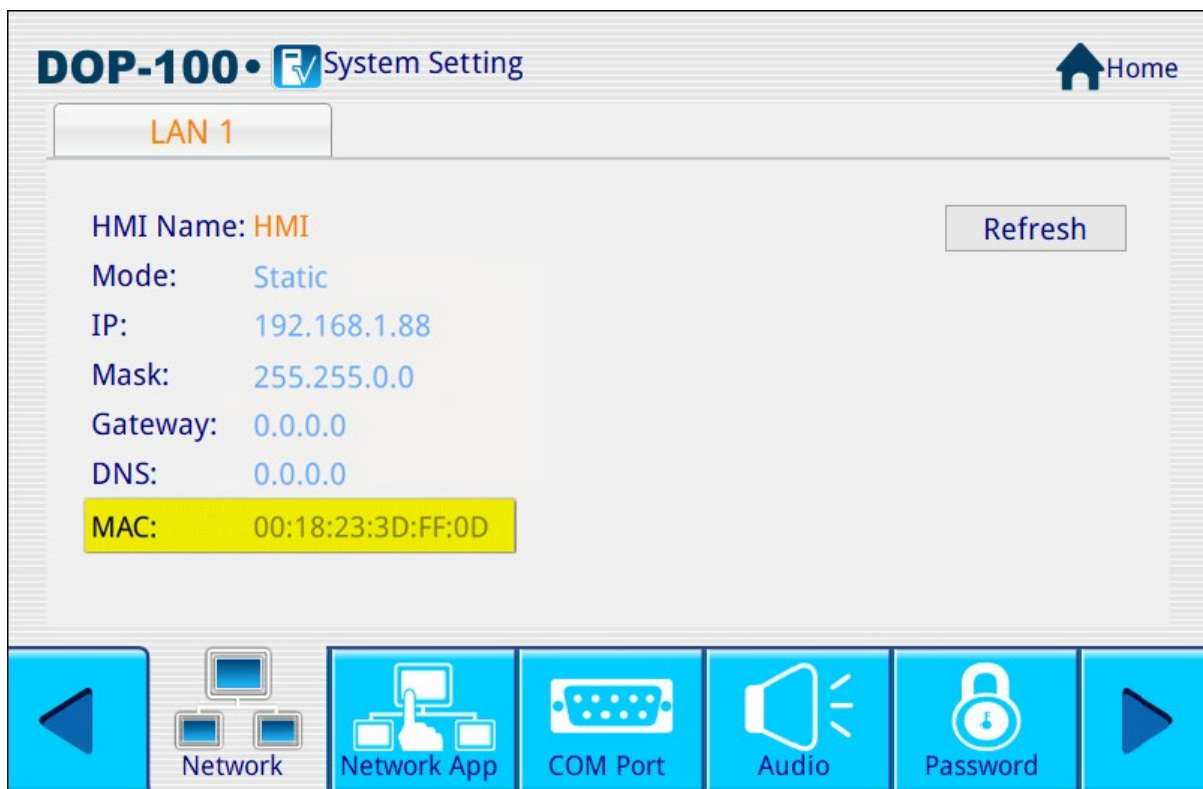 DOP-100• System Setting
Home
LAN 1
HMI Name: HMI
Refresh
Mode: Static
IP: 192.168.1.88
Mask: 255.255.0.0
Gateway: 0.0.0.0
DNS: 0.0.0.0
MAC: 00:18:23:3D:FF:0D
Network
Network App
COM Port
Audio
Password